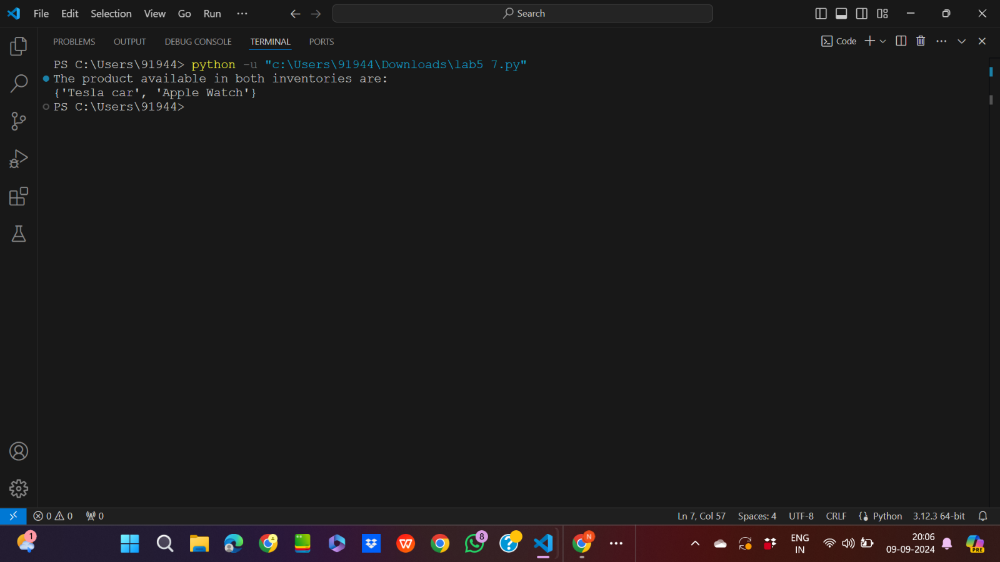 File Edit Selection View Go Run ···
Search
PROBLEMS OUTPUT DEBUG CONSOLE TERMINAL PORTS
Code
PS C:\Users\91944> python -u "c:\Users\91944\Downloads\lab5 7.py"
The product available in both inventories are:
{'Tesla car', 'Apple Watch'}
PS C:\Users\91944>
0 0 0
Ln 7, Col 57 Spaces: 4 UTF-8 CRLF Python 3.12.3 64-bit
1
W
8
?
N
ENG
IN
20:06
09-09-2024
PRE